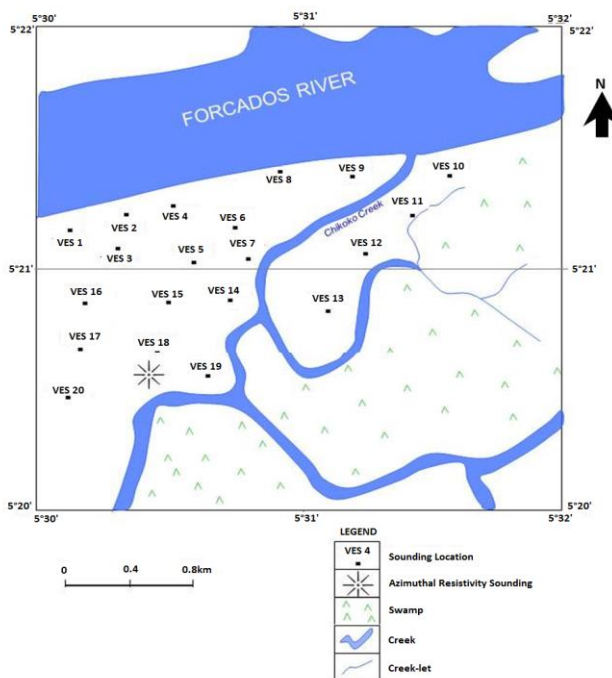 5°30' 5°31' 5°32'
5°22' 5°22'
N
FORCADOS RIVER
VES 8 VES 9 VES 10
VES 4 VES 11
VES 2 VES 6
Chikoko Creek
VES 1 VES 3 VES 5 VES 7 VES 12
5°21' 5°21'
VES 16 VES 15 VES 14 VES 13
VES 17 VES 18
VES 19
VES 20
5°20' 5°20'
5°30' 5°31' 5°32'
LEGEND
VES 4 Sounding Location
0 0.4 0.8km
Azimuthal Resistivity Sounding
Swamp
Creek
Creek-let